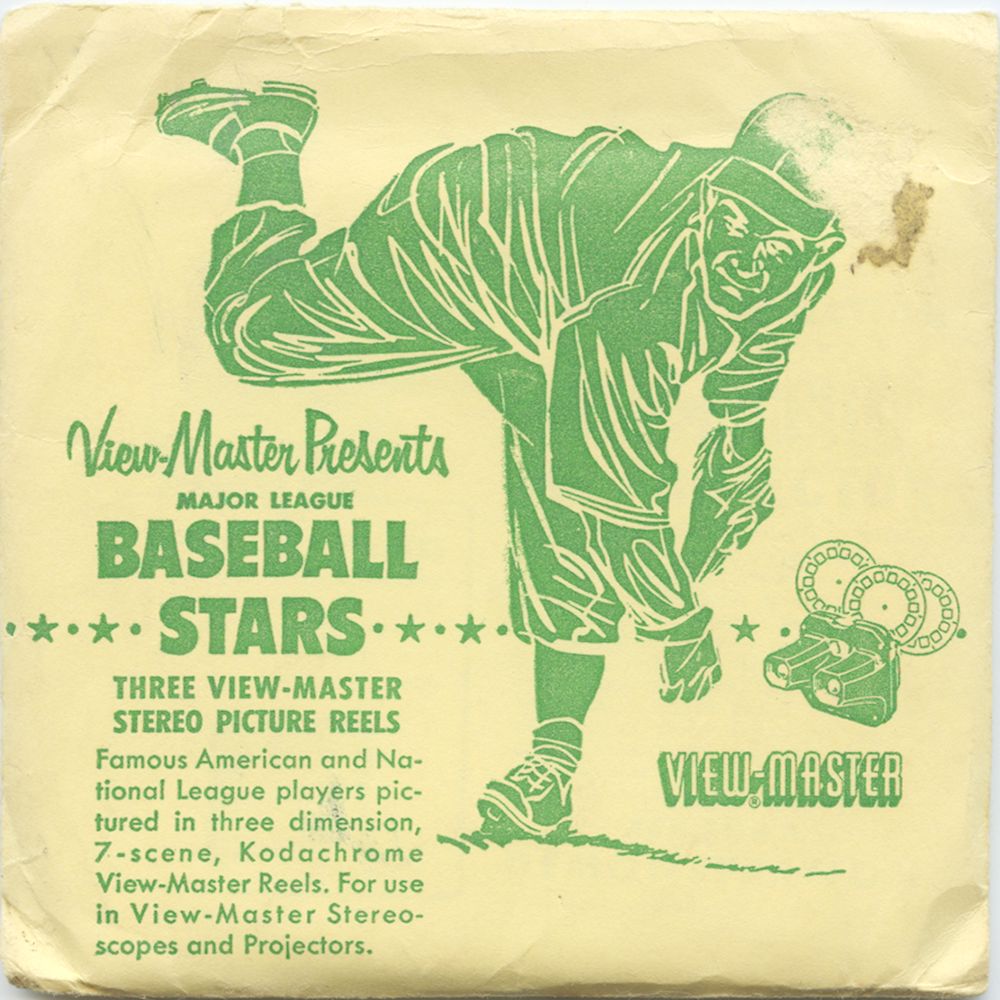 View-Master Presents
MAJOR LEAGUE
BASEBALL
STARS
THREE VIEW-MASTER
STEREO PICTURE REELS
Famous American and Na-
tional League players pic-
tured in three dimension,
7-scene, Kodachrome
View-Master Reels. For use
in View-Master Stereo-
scopes and Projectors.
VIEW-MASTER®